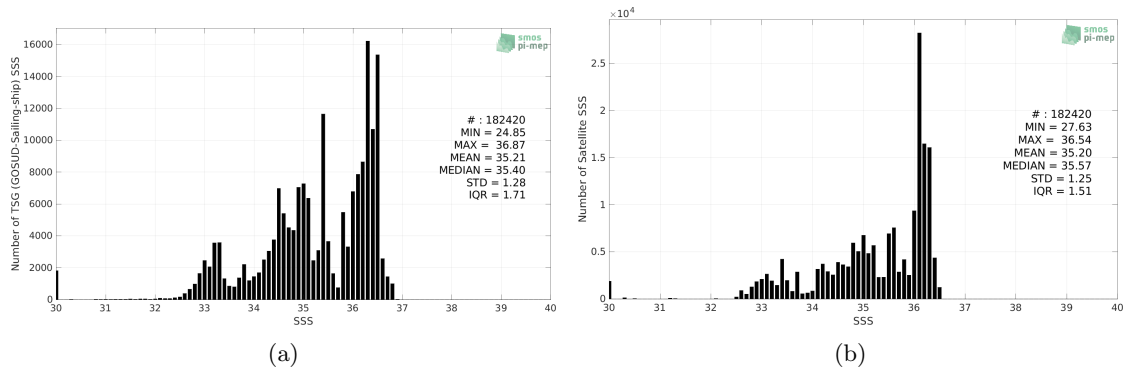 smos
pi-mep
Number of TSG (GOSUD-Sailing-ship) SSS
16000
14000
12000
10000
8000
6000
4000
2000
0
# : 182420
MIN = 24.85
MAX = 36.87
MEAN = 35.21
MEDIAN = 35.40
STD = 1.28
IQR = 1.71
30 31 32 33 34 35 36 37 38 39 40
SSS
(a)
×10⁴
smos
pi-mep
Number of Satellite SSS
2.5
2
1.5
1
0.5
0
# : 182420
MIN = 27.63
MAX = 36.54
MEAN = 35.20
MEDIAN = 35.57
STD = 1.25
IQR = 1.51
30 31 32 33 34 35 36 37 38 39 40
SSS
(b)